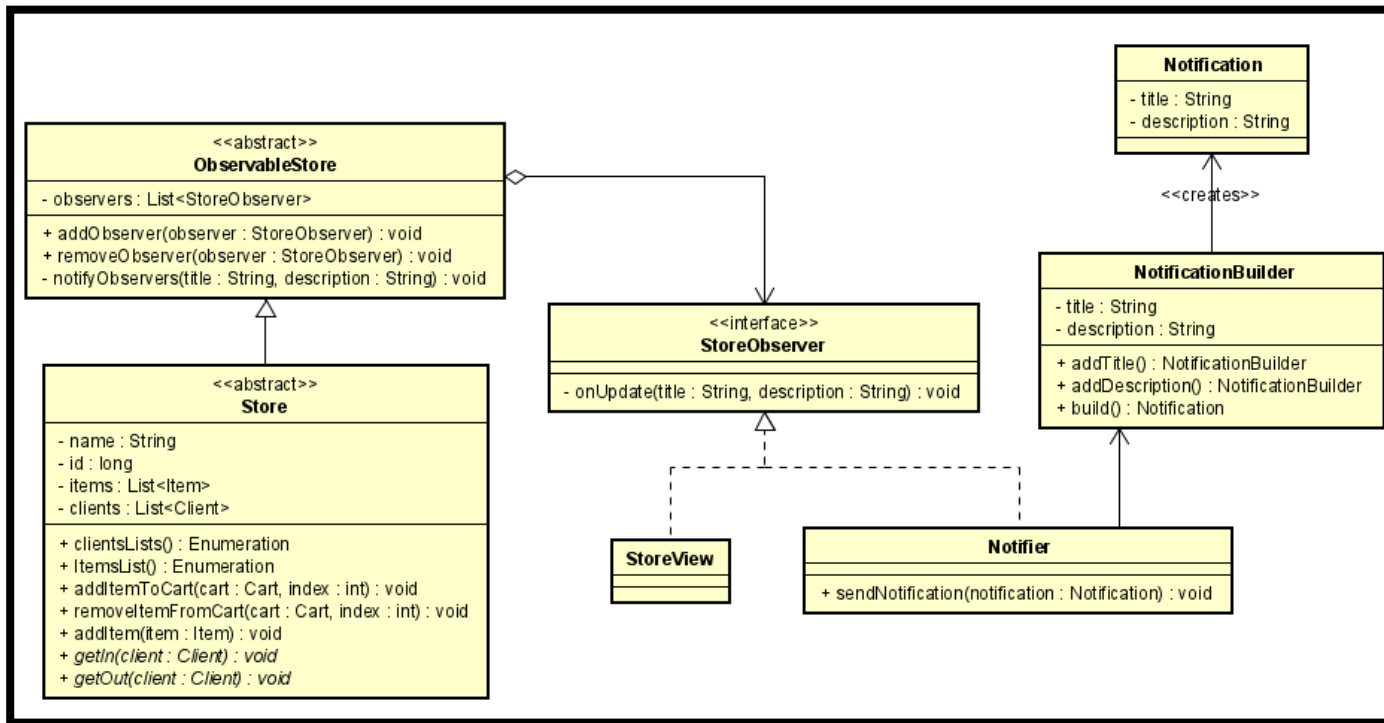 <<abstract>>
ObservableStore
- observers : List<StoreObserver>
+ addObserver(observer : StoreObserver) : void
+ removeObserver(observer : StoreObserver) : void
- notifyObservers(title : String, description : String) : void
<<abstract>>
Store
- name : String
- id : long
- items : List<Item>
- clients : List<Client>
+ clientsLists() : Enumeration
+ ItemsList() : Enumeration
+ addItemToCart(cart : Cart, index : int) : void
+ removeItemFromCart(cart : Cart, index : int) : void
+ addItem(item : Item) : void
+ getIn(client : Client) : void
+ getOut(client : Client) : void
<<interface>>
StoreObserver
- onUpdate(title : String, description : String) : void
StoreView
Notifier
+ sendNotification(notification : Notification) : void
Notification
- title : String
- description : String
<<creates>>
NotificationBuilder
- title : String
- description : String
+ addTitle() : NotificationBuilder
+ addDescription() : NotificationBuilder
+ build() : Notification